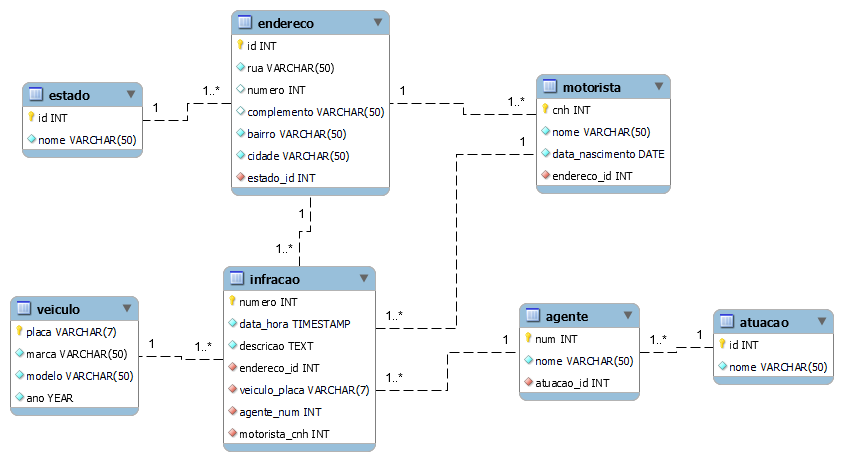 endereco
id INT
rua VARCHAR(50)
numero INT
complemento VARCHAR(50)
bairro VARCHAR(50)
cidade VARCHAR(50)
estado_id INT
estado
id INT
nome VARCHAR(50)
motorista
cnh INT
nome VARCHAR(50)
data_nascimento DATE
endereco_id INT
1
1..*
1
1..*
1
1..*
1
1..*
infracao
numero INT
data_hora TIMESTAMP
descricao TEXT
endereco_id INT
veiculo_placa VARCHAR(7)
agente_num INT
motorista_cnh INT
veiculo
placa VARCHAR(7)
marca VARCHAR(50)
modelo VARCHAR(50)
ano YEAR
1
1..*
agente
num INT
nome VARCHAR(50)
atuacao_id INT
1
1..*
atuacao
id INT
nome VARCHAR(50)
1..*
1